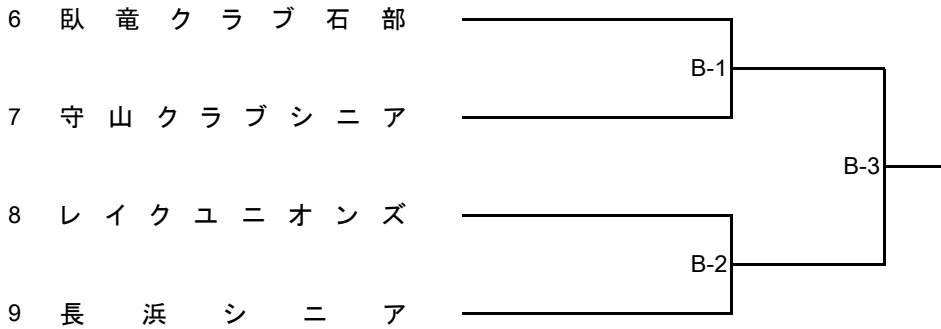 6 臥竜クラブ石部
B-1
7 守山クラブシニア
B-3
8 レイクユニオンズ
B-2
9 長浜シニア